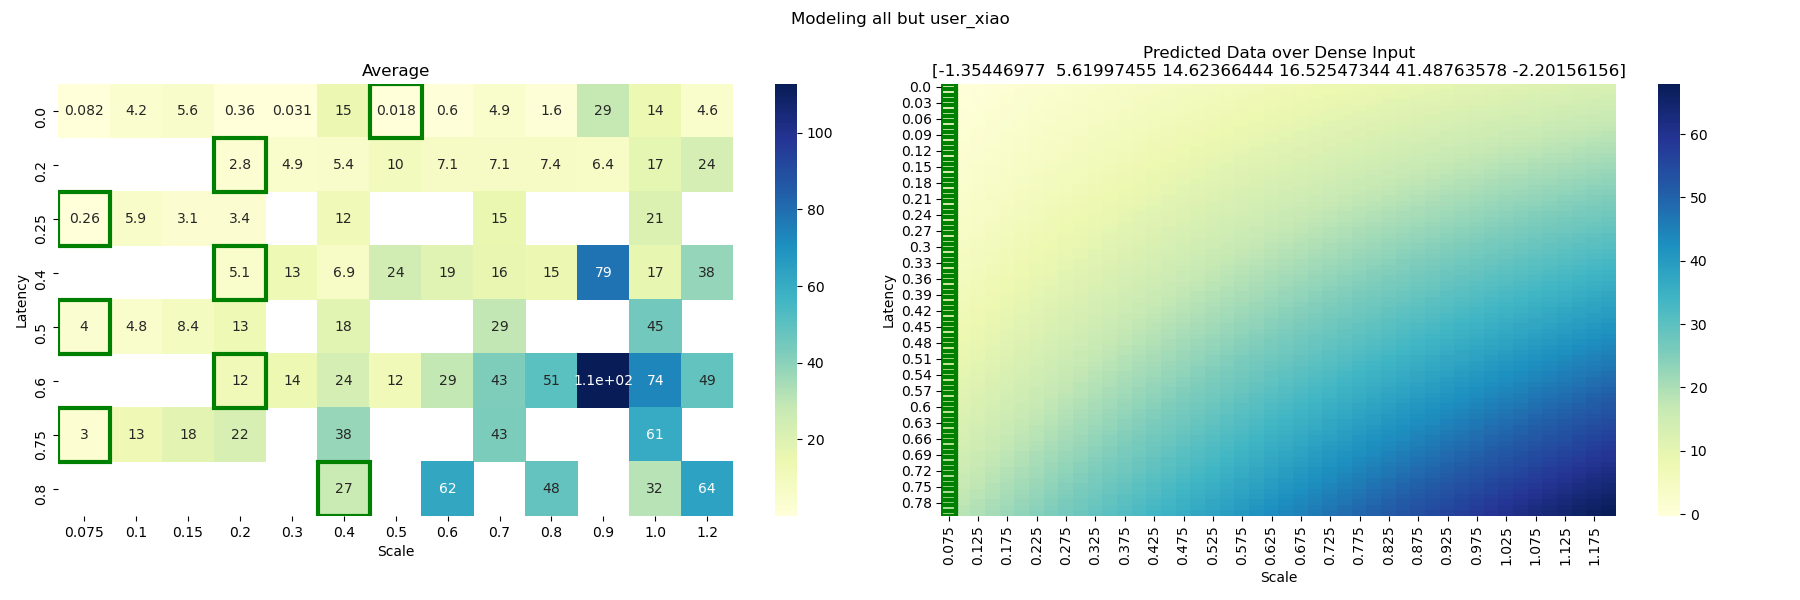 Modeling all but user_xiao
Average
0.0 0.082 4.2 5.6 0.36 0.031 15 0.018 0.6 4.9 1.6 29 14 4.6
0.2 2.8 4.9 5.4 10 7.1 7.1 7.4 6.4 17 24
0.25 0.26 5.9 3.1 3.4 12 15 21
0.4 5.1 13 6.9 24 19 16 15 79 17 38
0.5 4 4.8 8.4 13 18 29 45
0.6 12 14 24 12 29 43 51 1.1e+02 74 49
0.75 3 13 18 22 38 43 61
0.8 27 62 48 32 64
Latency
0.075 0.1 0.15 0.2 0.3 0.4 0.5 0.6 0.7 0.8 0.9 1.0 1.2
Scale
100
80
60
40
20
Predicted Data over Dense Input
[-1.35446977 5.61997455 14.62366444 16.52547344 41.48763578 -2.20156156]
0.0
0.03
0.06
0.09
0.12
0.15
0.18
0.21
0.24
0.27
0.3
0.33
0.36
0.39
0.42
0.45
0.48
0.51
0.54
0.57
0.6
0.63
0.66
0.69
0.72
0.75
0.78
Latency
0.075 0.125 0.175 0.225 0.275 0.325 0.375 0.425 0.475 0.525 0.575 0.625 0.675 0.725 0.775 0.825 0.875 0.925 0.975 1.025 1.075 1.125 1.175
Scale
60
50
40
30
20
10
0